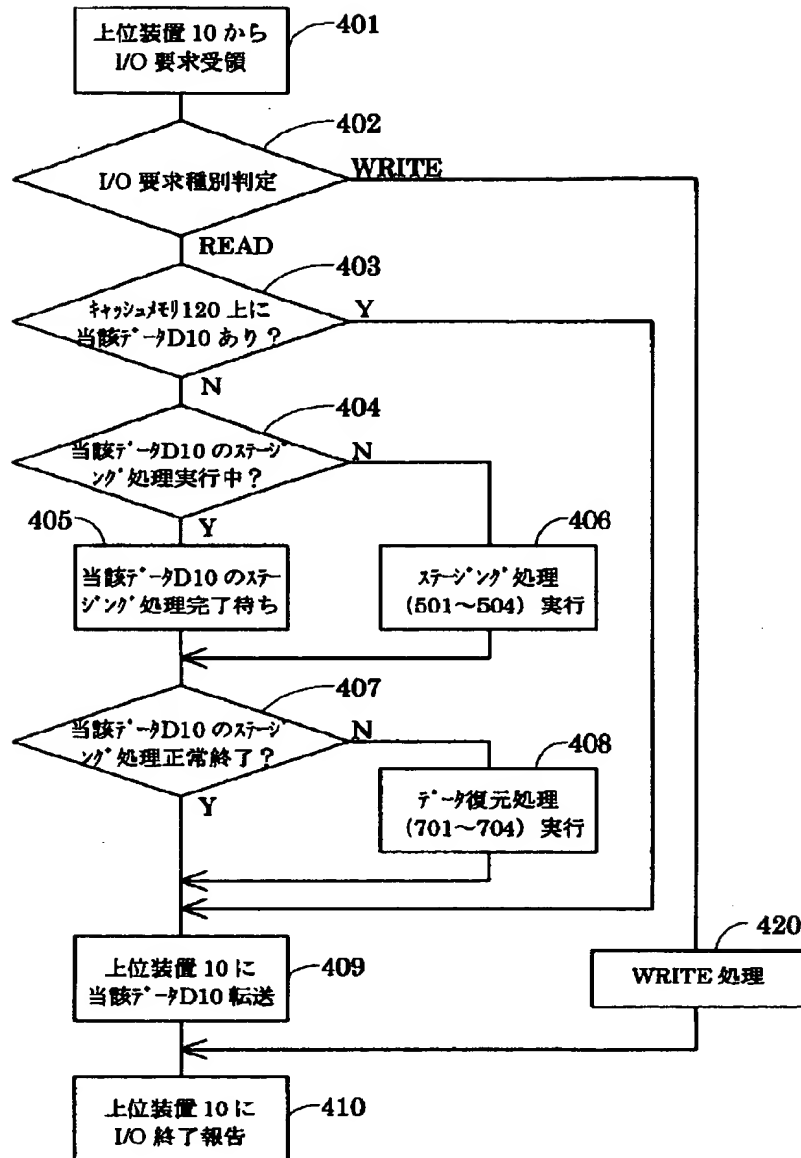 上位装置10から
I/O 要求受領
401
402
I/O 要求種別判定
WRITE
READ
403
ｷｬｯｼｭﾒﾓﾘ120 上に
当該ﾃﾞｰﾀD10 あり？
Y
N
404
当該ﾃﾞｰﾀD10 のｽﾃｰｼﾞ
ﾝｸﾞ処理実行中？
N
Y
405
当該ﾃﾞｰﾀD10 のｽﾃｰ
ｼﾞﾝｸﾞ処理完了待ち
406
ｽﾃｰｼﾞﾝｸﾞ処理
(501～504) 実行
407
当該ﾃﾞｰﾀD10 のｽﾃｰｼﾞ
ﾝｸﾞ処理正常終了？
N
Y
408
ﾃﾞｰﾀ復元処理
(701～704) 実行
上位装置 10 に
当該ﾃﾞｰﾀD10 転送
409
420
WRITE 処理
上位装置 10 に
I/O 終了報告
410